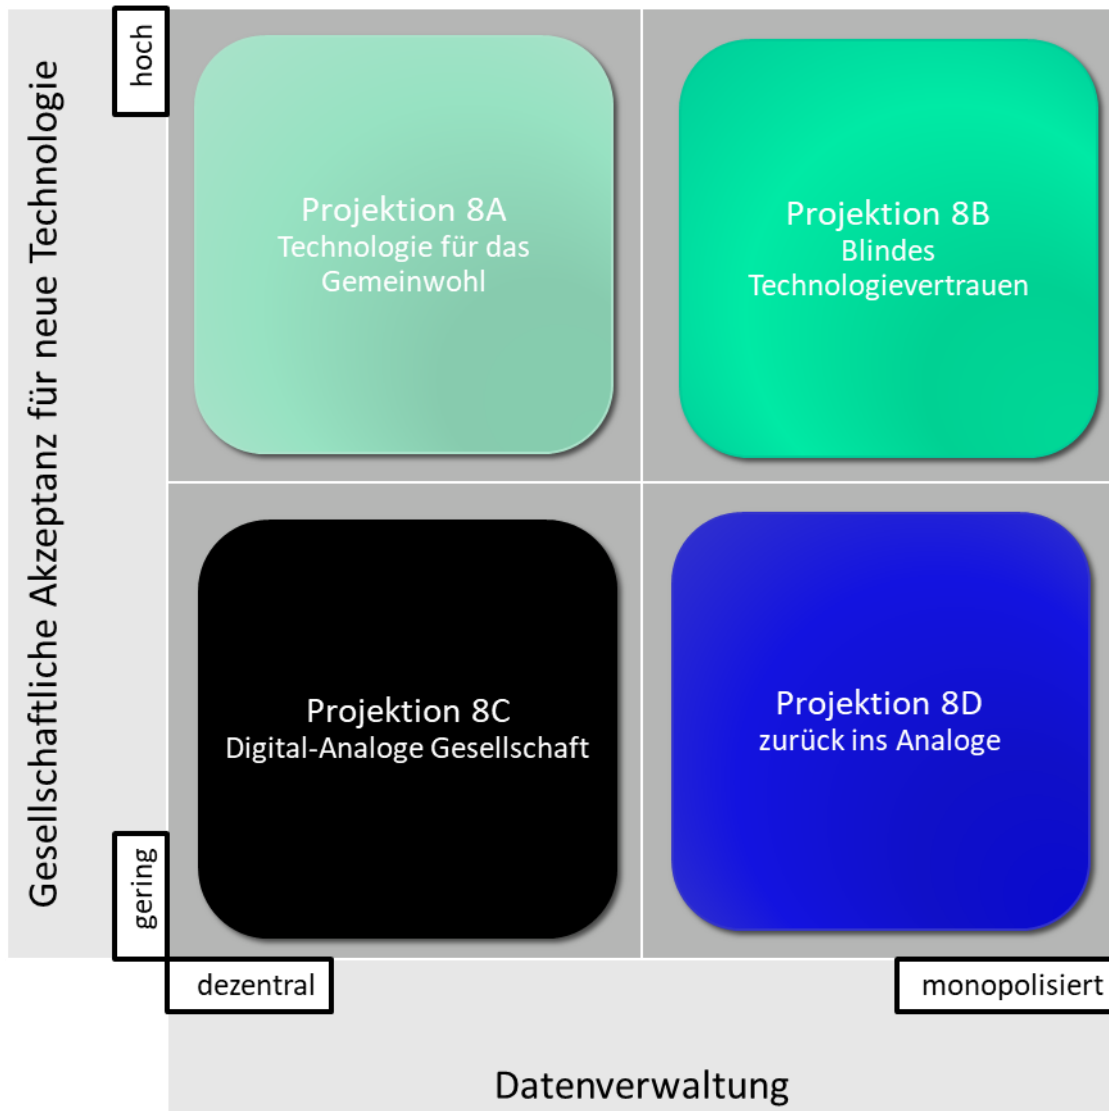 Gesellschaftliche Akzeptanz für neue Technologie
hoch
Projektion 8A
Technologie für das
Gemeinwohl
Projektion 8B
Blindes
Technologievertrauen
Projektion 8C
Digital-Analoge Gesellschaft
Projektion 8D
zurück ins Analoge
gering
dezentral
monopolisiert
Datenverwaltung